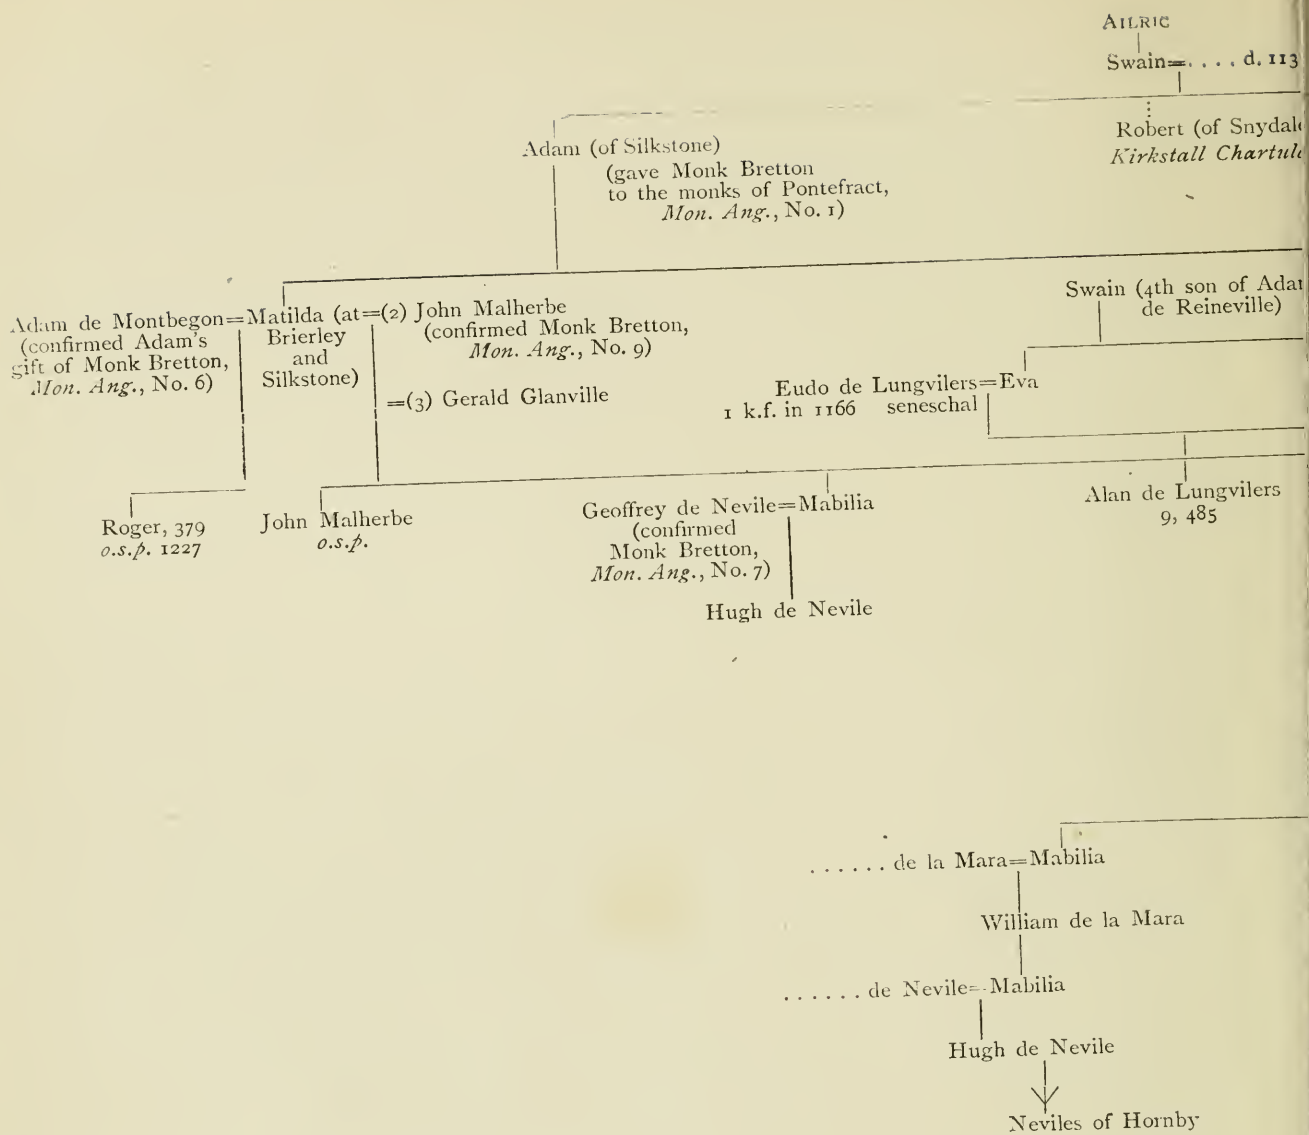 AILRIC
Swain=. . . . d. 113
Adam (of Silkstone)
(gave Monk Bretton
to the monks of Pontefract,
Mon. Ang., No. 1)
Robert (of Snydale
Kirkstall Chartul
Adam de Montbegon=Matilda (at=(2) John Malherbe
(confirmed Adam's
gift of Monk Bretton,
Mon. Ang., No. 6)
Brierley
and
Silkstone)
(confirmed Monk Bretton,
Mon. Ang., No. 9)
=(3) Gerald Glanville
Swain (4th son of Adam
de Reineville)
Eudo de Lungvilers=Eva
1 k.f. in 1166 seneschal
Roger, 379
o.s.p. 1227
John Malherbe
o.s.p.
Geoffrey de Nevile=Mabilia
(confirmed
Monk Bretton,
Mon. Ang., No. 7)
Hugh de Nevile
Alan de Lungvilers
9, 485
. . . . . . de la Mara=Mabilia
William de la Mara
. . . . . . de Nevile=Mabilia
Hugh de Nevile
Neviles of Hornby